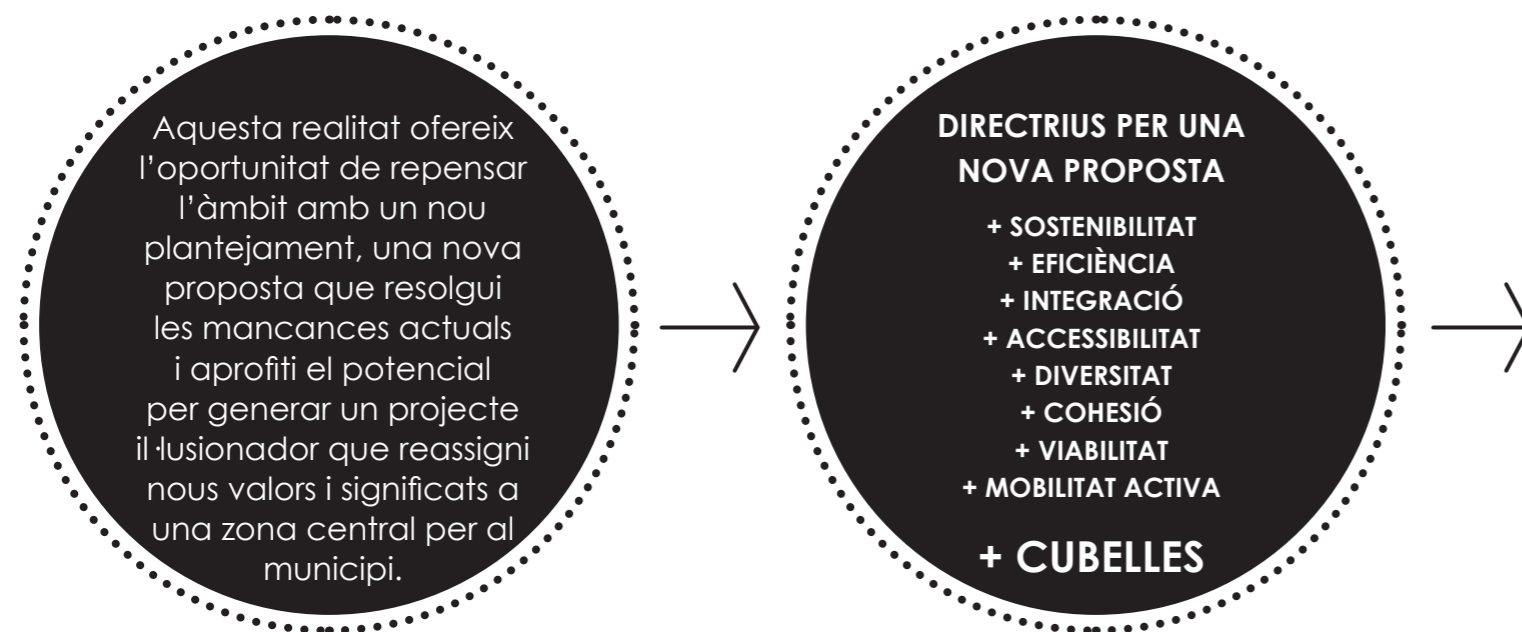 Aquesta realitat ofereix
l’oportunitat de repensar
l’àmbit amb un nou
plantejament, una nova
proposta que resolgui
les mancances actuals
i aprofiti el potencial
per generar un projecte
il·lusionador que reassigni
nous valors i significats a
una zona central per al
municipi.
DIRECTRIUS PER UNA
NOVA PROPOSTA
+ SOSTENIBILITAT
+ EFICIÈNCIA
+ INTEGRACIÓ
+ ACCESSIBILITAT
+ DIVERSITAT
+ COHESIÓ
+ VIABILITAT
+ MOBILITAT ACTIVA
+ CUBELLES